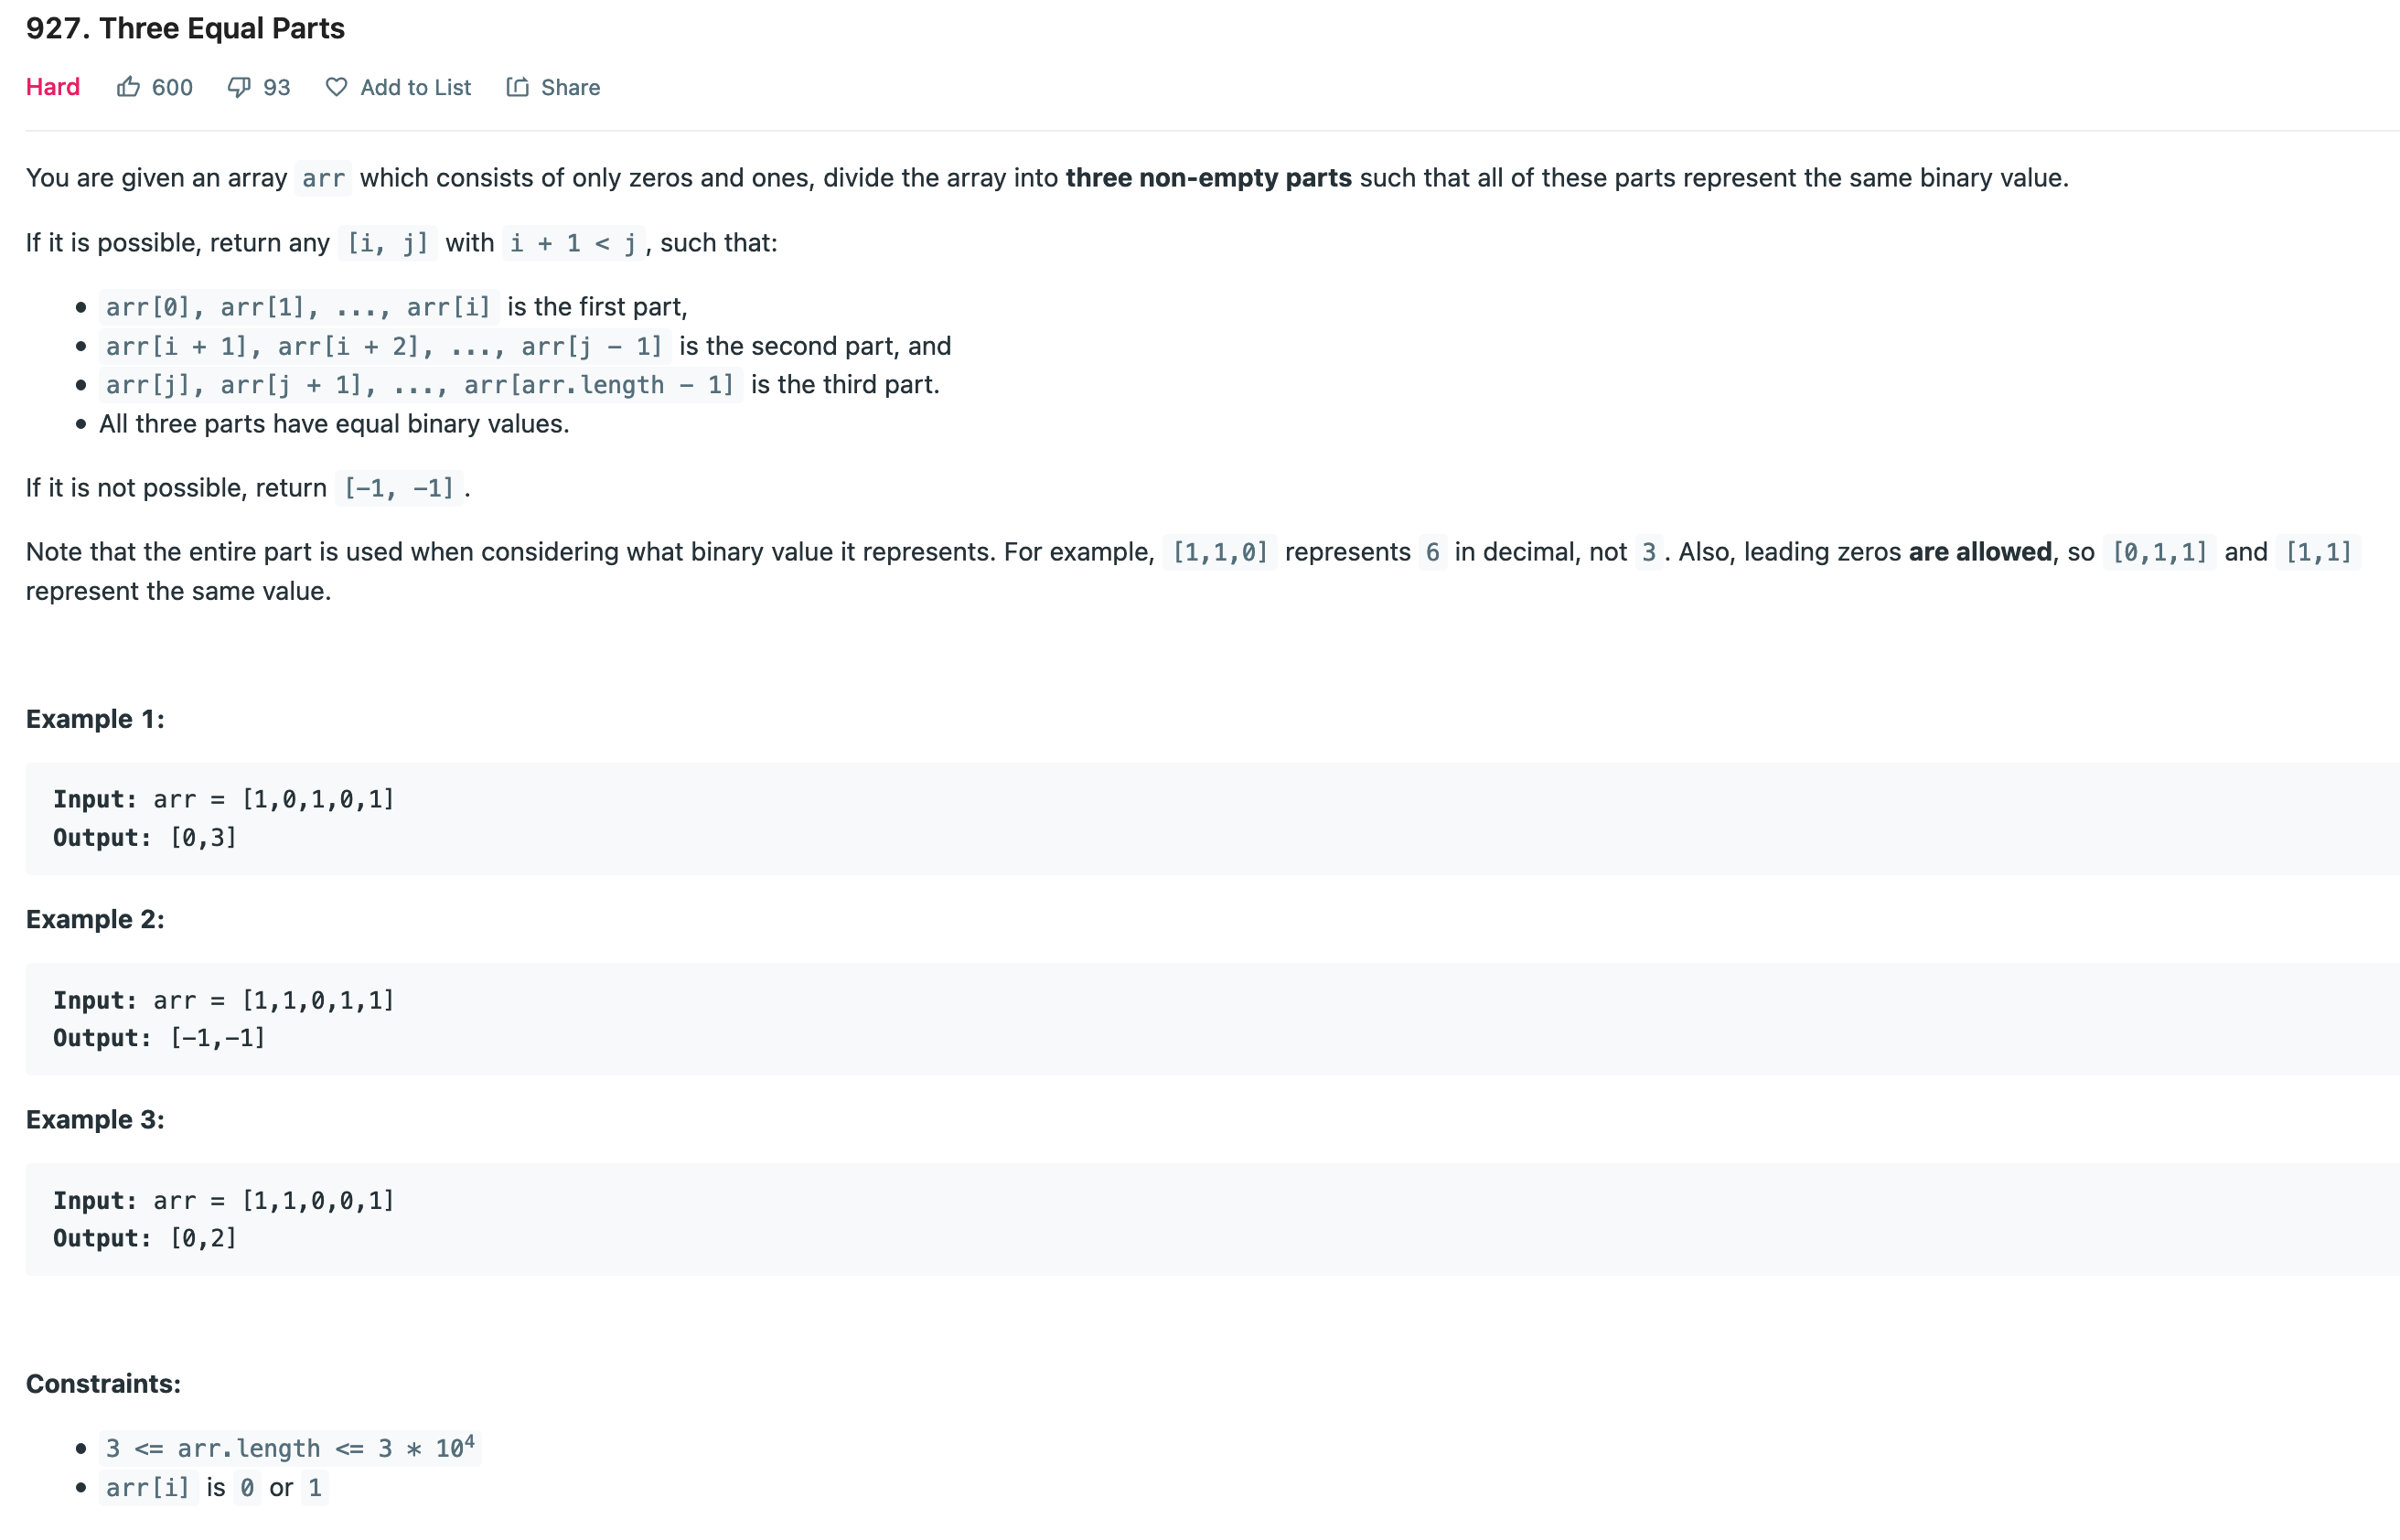 927. Three Equal Parts
Hard 600 93 Add to List Share
You are given an array arr which consists of only zeros and ones, divide the array into three non-empty parts such that all of these parts represent the same binary value.
If it is possible, return any [i, j] with i + 1 < j, such that:
• arr[0], arr[1], ..., arr[i] is the first part,
• arr[i + 1], arr[i + 2], ..., arr[j - 1] is the second part, and
• arr[j], arr[j + 1], ..., arr[arr.length - 1] is the third part.
• All three parts have equal binary values.
If it is not possible, return [-1, -1].
Note that the entire part is used when considering what binary value it represents. For example, [1,1,0] represents 6 in decimal, not 3. Also, leading zeros are allowed, so [0,1,1] and [1,1]
represent the same value.
Example 1:
Input: arr = [1,0,1,0,1]
Output: [0,3]
Example 2:
Input: arr = [1,1,0,1,1]
Output: [-1,-1]
Example 3:
Input: arr = [1,1,0,0,1]
Output: [0,2]
Constraints:
• 3 <= arr.length <= 3 * 10⁴
• arr[i] is 0 or 1